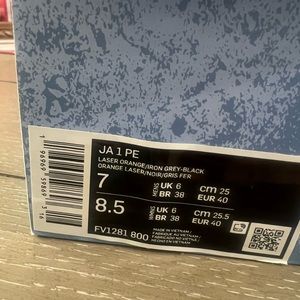 JA 1 PE
LASER ORANGE/IRON GREY-BLACK
ORANGE LASER/NOIR/GRIS FER
7 MENS UK 6 cm 25
BR 38 EUR 40
8.5 WMNS UK 6 cm 25.5
BR 38 EUR 40
FV1281 800
MADE IN VIETNAM